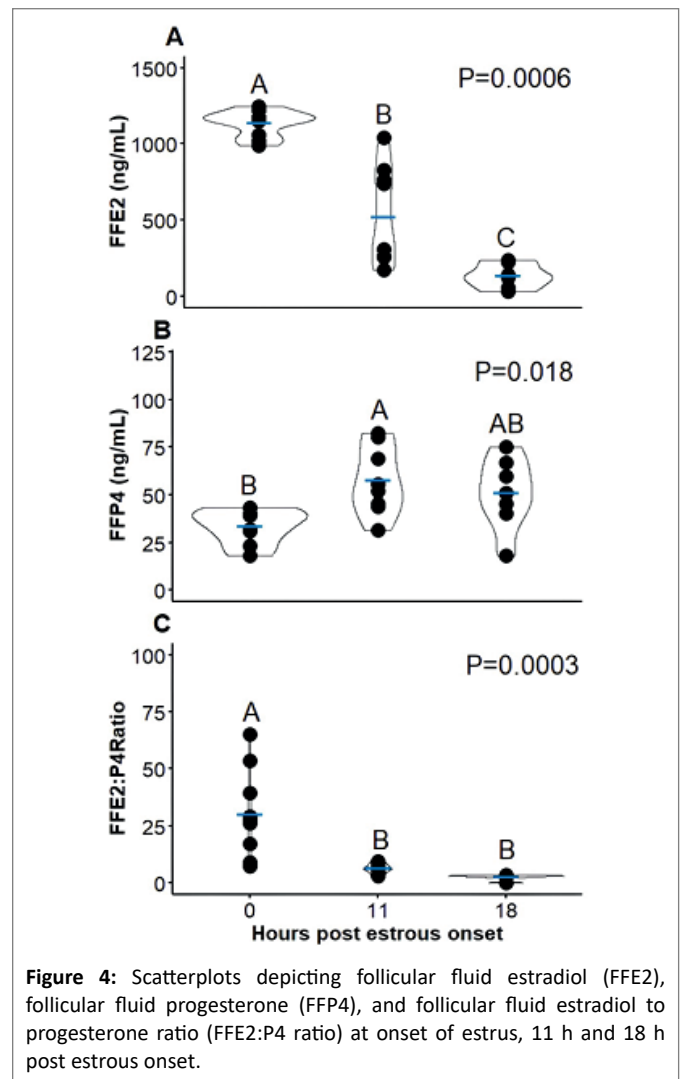 A
1500
1000
500
0
FFE2 (ng/mL)
A
B
C
P=0.0006
B
125
100
75
50
25
0
FFP4 (ng/mL)
B
A
AB
P=0.018
C
100
75
50
25
0
FFE2:P4Ratio
A
B
B
P=0.0003
0 11 18
Hours post estrous onset
Figure 4: Scatterplots depicting follicular fluid estradiol (FFE2),
follicular fluid progesterone (FFP4), and follicular fluid estradiol to
progesterone ratio (FFE2:P4 ratio) at onset of estrus, 11 h and 18 h
post estrous onset.